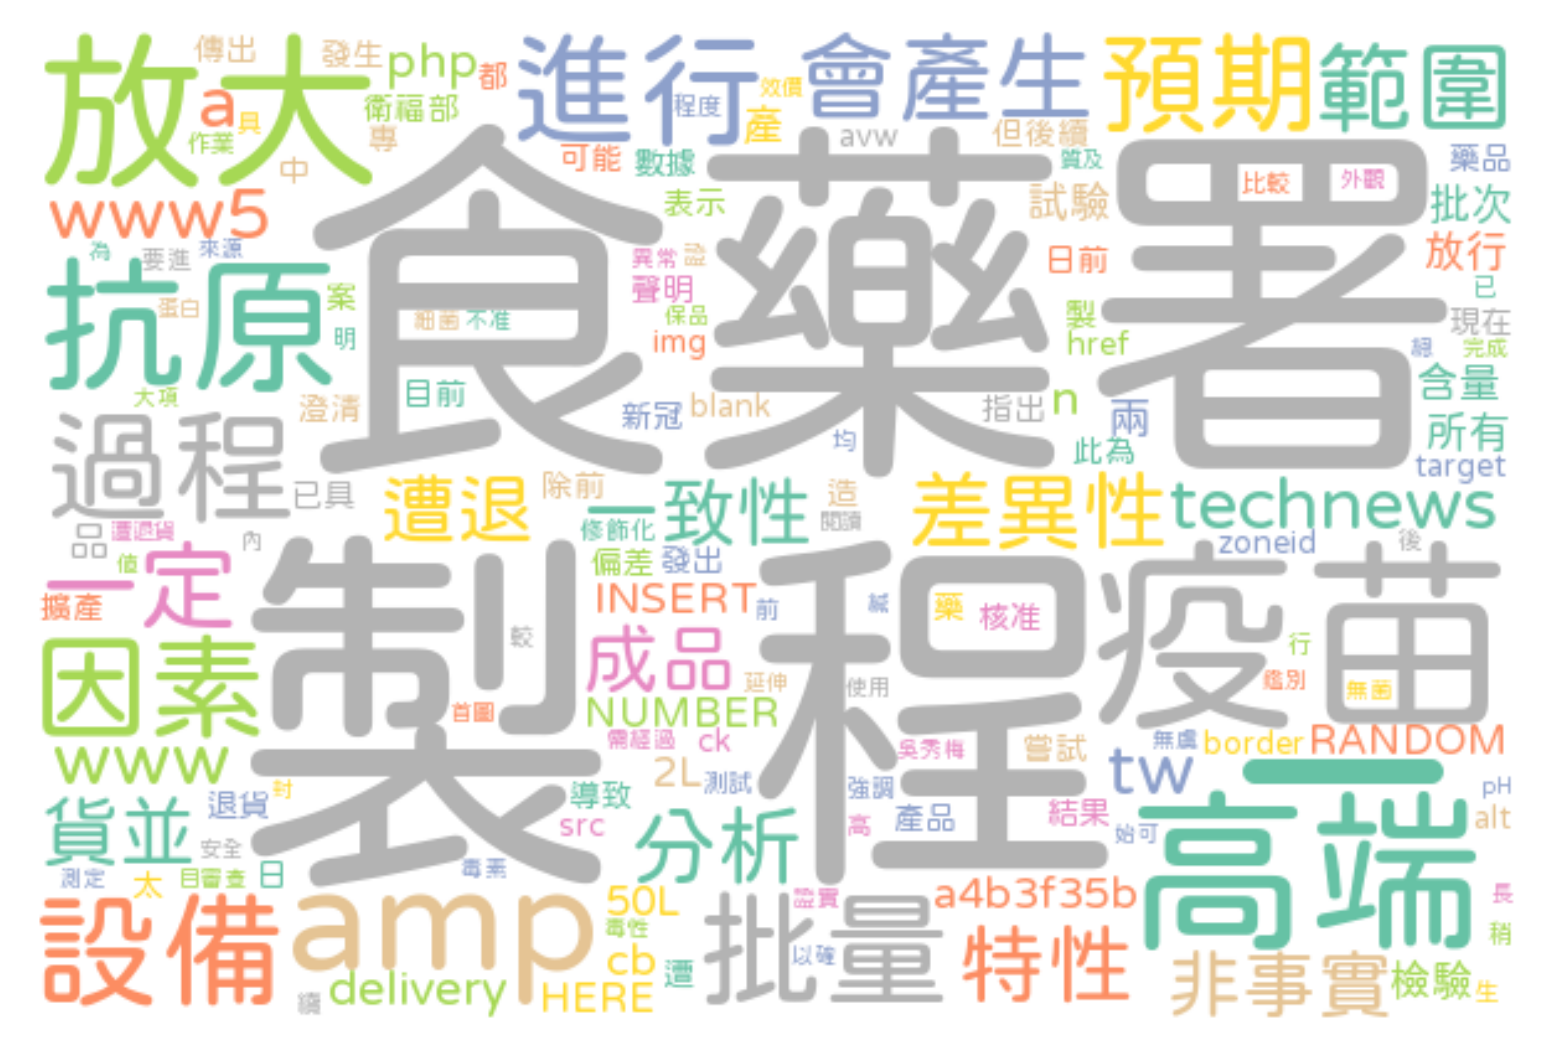 放大
傳出
發生
php
都
進行
程度
效價
會產生
預期
範圍
a
具
作業
衛福部
專
中
產
avw
但後續
可能
數據
質及
藥品
www5
食藥署
表示
試驗
比較
外觀
批次
為
要進
來源
異常
聲明
日前
放行
已
抗原
蛋白
案
明
細菌
不准
保品
img
製
href
現在
完成
大項
澄清
目前
新冠
blank
指出
n
兩
含量
過程
均
此為
所有
target
已具
遭退
除前
一致性
造
閱讀
差異性
technews
品
遭退貨
內
修飾化
zoneid
後
值
一定
偏差
發出
擴產
INSERT
前
藥
核准
製程
疫苗
較
因素
成品
延伸
使用
行
鑑別
無菌
首圖
NUMBER
www
需經過
ck
吳秀梅
嘗試
無虞
border
RANDOM
2L
測試
強調
tw
一
pH
貨並
退貨
封
導致
src
分析
高
產品
結果
始可
高端
alt
安全
毒素
測定
太
目審查
日
設備
amp
50L
毒性
證實
a4b3f35b
長
稍
cb
遭
批量
以確
特性
非事實
檢驗
生
delivery
HERE